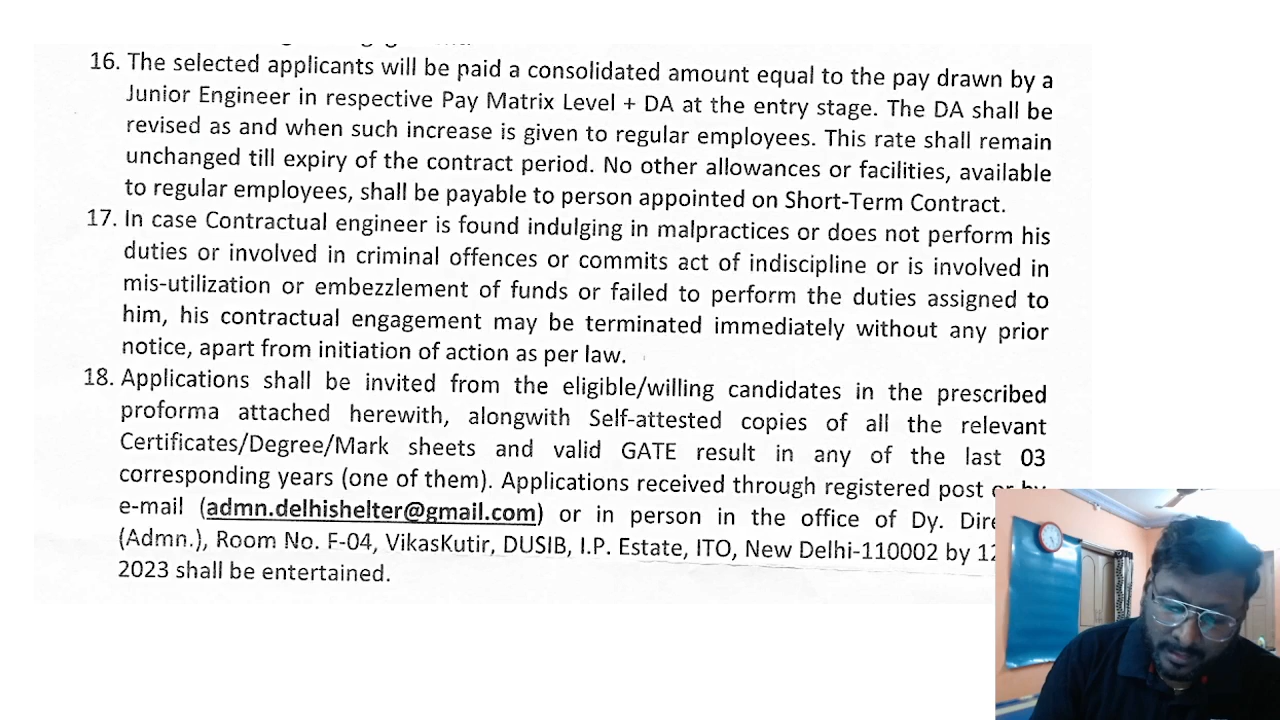 16. The selected applicants will be paid a consolidated amount equal to the pay drawn by a
Junior Engineer in respective Pay Matrix Level + DA at the entry stage. The DA shall be
revised as and when such increase is given to regular employees. This rate shall remain
unchanged till expiry of the contract period. No other allowances or facilities, available
to regular employees, shall be payable to person appointed on Short-Term Contract.
17. In case Contractual engineer is found indulging in malpractices or does not perform his
duties or involved in criminal offences or commits act of indiscipline or is involved in
mis-utilization or embezzlement of funds or failed to perform the duties assigned to
him, his contractual engagement may be terminated immediately without any prior
notice, apart from initiation of action as per law.
18. Applications shall be invited from the eligible/willing candidates in the prescribed
proforma attached herewith, alongwith Self-attested copies of all the relevant
Certificates/Degree/Mark sheets and valid GATE result in any of the last 03
corresponding years (one of them). Applications received through registered post or by
e-mail (admn.delhishelter@gmail.com) or in person in the office of Dy.
(Admn.), Room No. F-04, VikasKutir, DUSIB, I.P. Estate, ITO, New Delhi-110002 by
2023 shall be entertained.